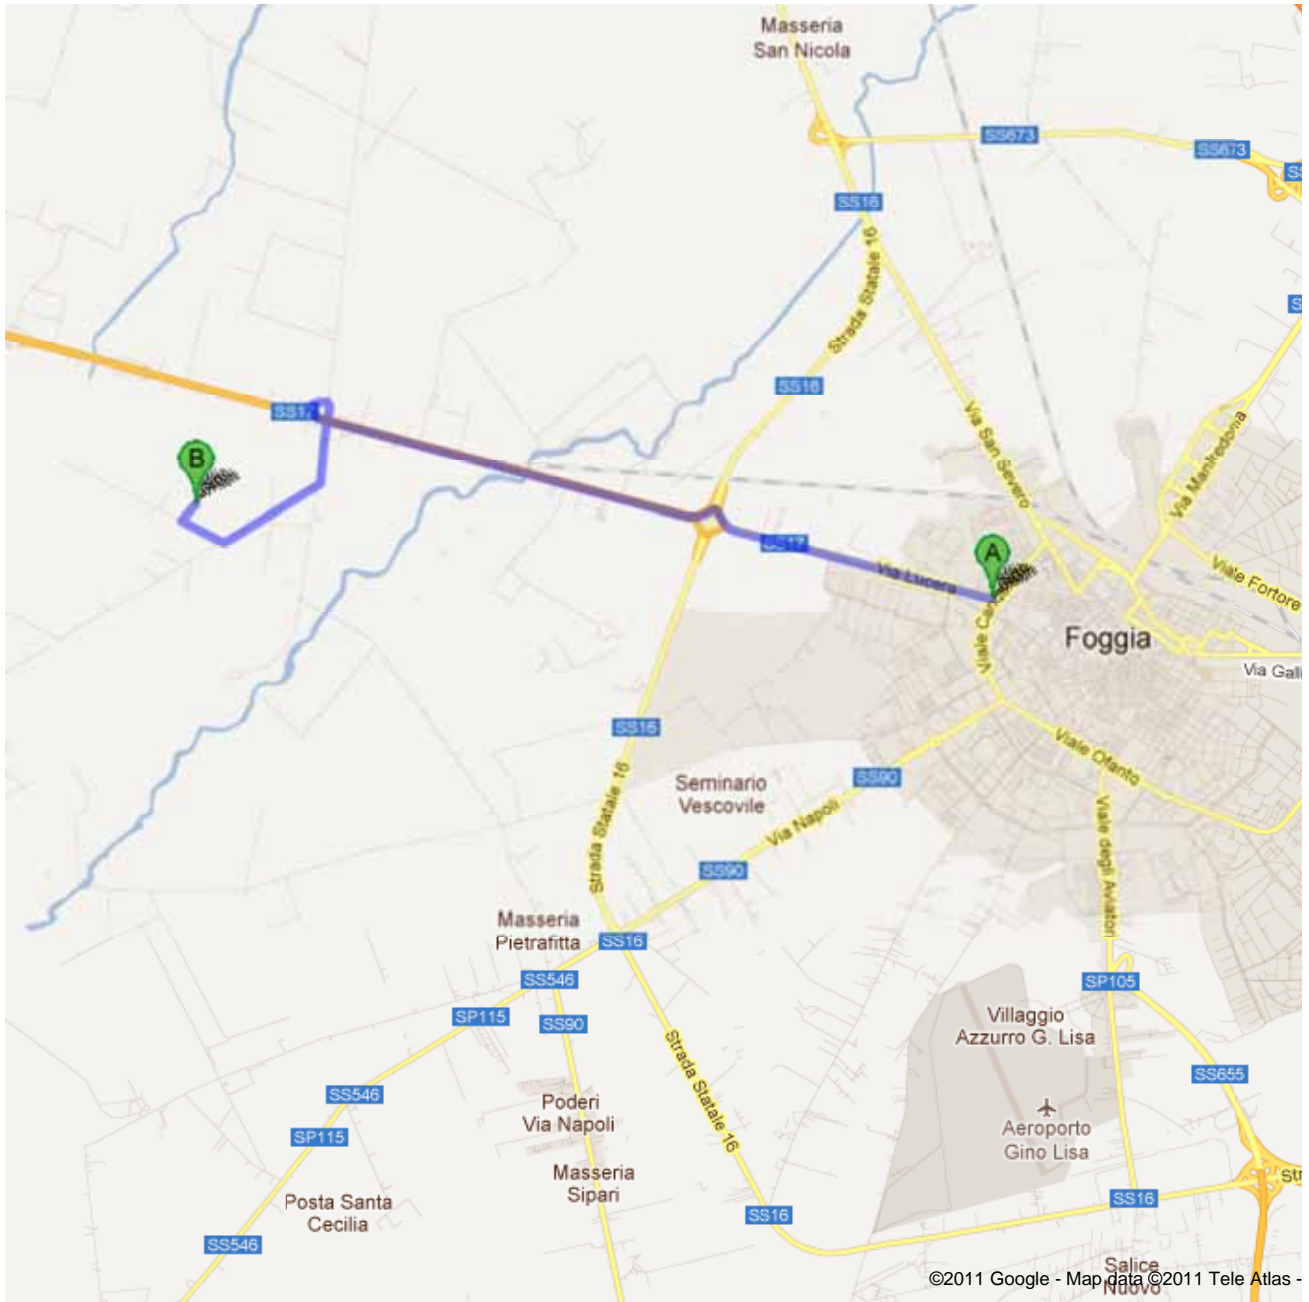 Masseria
San Nicola
SS673
SS673
SS
SS16
Strada Statale 16
S
SS16
SS17
Via San Severo
Via Manfredonia
B
A
SS17
Via Lucera
Viale Fortore
Viale
Foggia
Via Galli
SS16
Viale Ofanto
Seminario
Vescovile
SS90
Via Napoli
Strada Statale 16
Viale degli Aviatori
SS90
Masseria
Pietrafitta
SS16
SS546
SP105
SP115
SS90
Villaggio
Azzurro G. Lisa
Strada Statale 16
SS655
SS546
Poderi
Via Napoli
Aeroporto
Gino Lisa
SP115
Masseria
Sipari
Str
Posta Santa
Cecilia
SS16
SS16
SS546
Salice
Nuovo
©2011 Google - Map data ©2011 Tele Atlas -